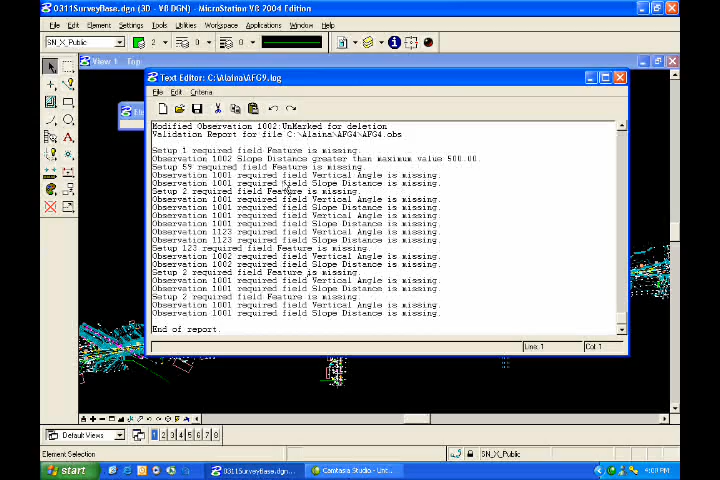 0311SurveyBase.dgn (3D - V8 DGN) - MicroStation V8 2004 Edition
File Edit Element Settings Tools Utilities Workspace Applications Window Help
SN_X_Public 2 0 0
View 1
Text Editor: C:\Alaina\AFG9.log
File Edit Criteria
Modified Observation 1002:UnMarked for deletion
Validation Report for file C:\Alaina\AFG4\AFG4.obs
Setup 1 required field Feature is missing.
Observation 1002 Slope Distance greater than maximum value 500.00.
Setup 59 required field Feature is missing.
Observation 1001 required field Vertical Angle is missing.
Observation 1001 required field Slope Distance is missing.
Setup 2 required field Feature is missing.
Observation 1001 required field Vertical Angle is missing.
Observation 1001 required field Slope Distance is missing.
Observation 1001 required field Vertical Angle is missing.
Observation 1001 required field Slope Distance is missing.
Observation 1123 required field Vertical Angle is missing.
Observation 1123 required field Slope Distance is missing.
Setup 123 required field Feature is missing.
Observation 1002 required field Vertical Angle is missing.
Observation 1002 required field Slope Distance is missing.
Setup 2 required field Feature is missing.
Observation 1001 required field Vertical Angle is missing.
Observation 1001 required field Slope Distance is missing.
Setup 2 required field Feature is missing.
Observation 1001 required field Vertical Angle is missing.
Observation 1001 required field Slope Distance is missing.
End of report.
Line: 1 Col: 1
Default Views 1 2 3 4 5 6 7 8
Element Selection SN_X_Public
start 0311SurveyBase.dgn... Camtasia Studio - Unt...